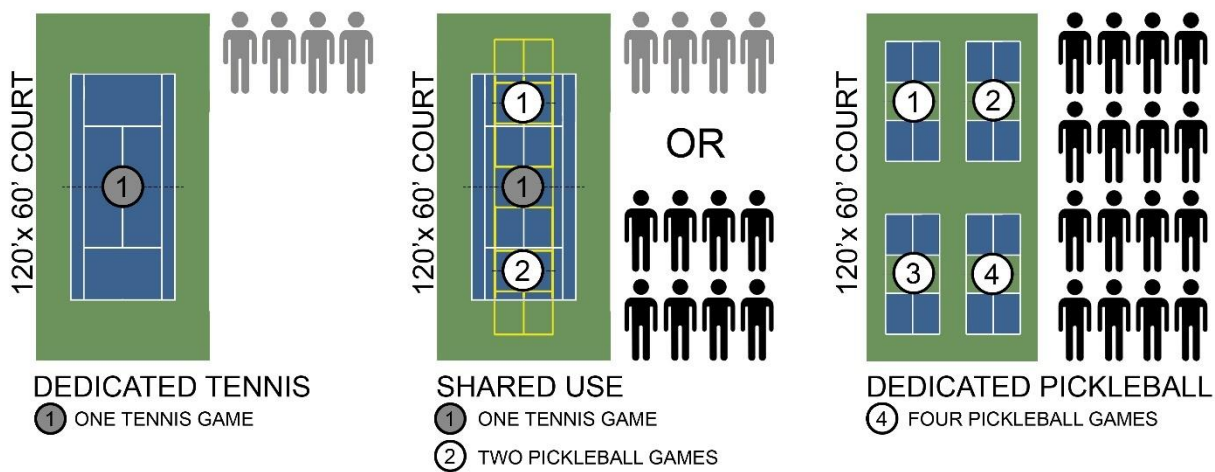 120'x 60' COURT
1
DEDICATED TENNIS
1 ONE TENNIS GAME
120'x 60' COURT
1
1
2
OR
SHARED USE
1 ONE TENNIS GAME
2 TWO PICKLEBALL GAMES
120'x 60' COURT
1 2
3 4
DEDICATED PICKLEBALL
4 FOUR PICKLEBALL GAMES